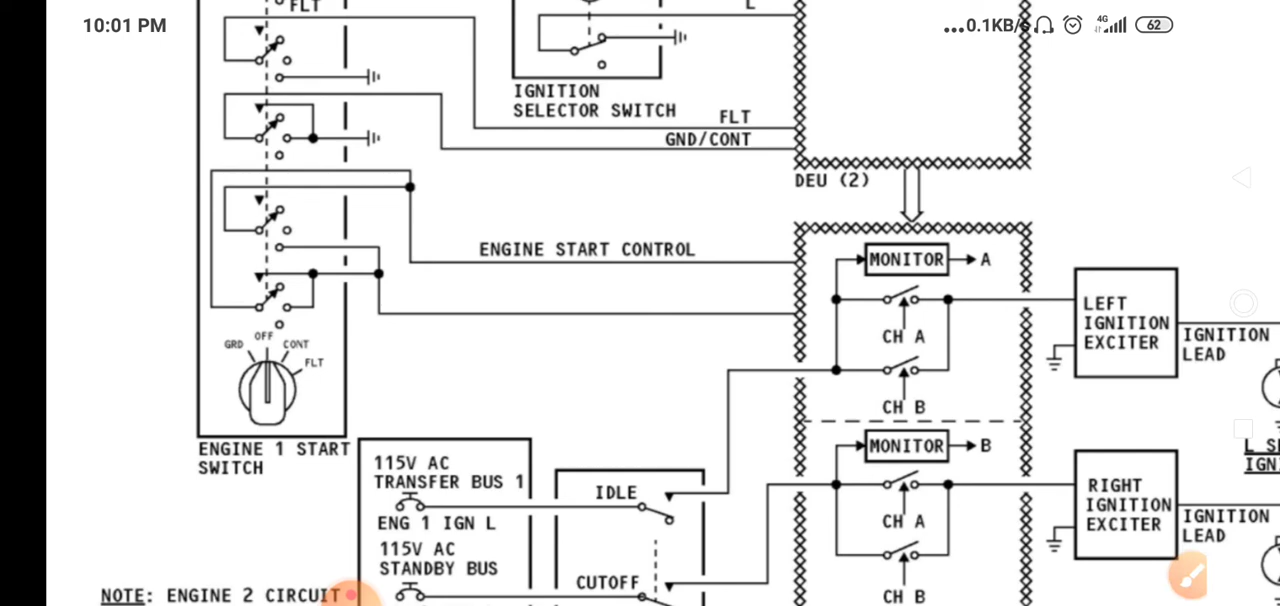 10:01 PM
...0.1KB/s
4G
62
FLT
L
IGNITION
SELECTOR SWITCH
FLT
GND/CONT
DEU (2)
ENGINE START CONTROL
MONITOR
A
CH A
CH B
LEFT
IGNITION
EXCITER
IGNITION
LEAD
GRD
OFF
CONT
FLT
ENGINE 1 START
SWITCH
115V AC
TRANSFER BUS 1
ENG 1 IGN L
115V AC
STANDBY BUS
IDLE
CUTOFF
MONITOR
B
CH A
CH B
RIGHT
IGNITION
EXCITER
IGNITION
LEAD
NOTE: ENGINE 2 CIRCUIT